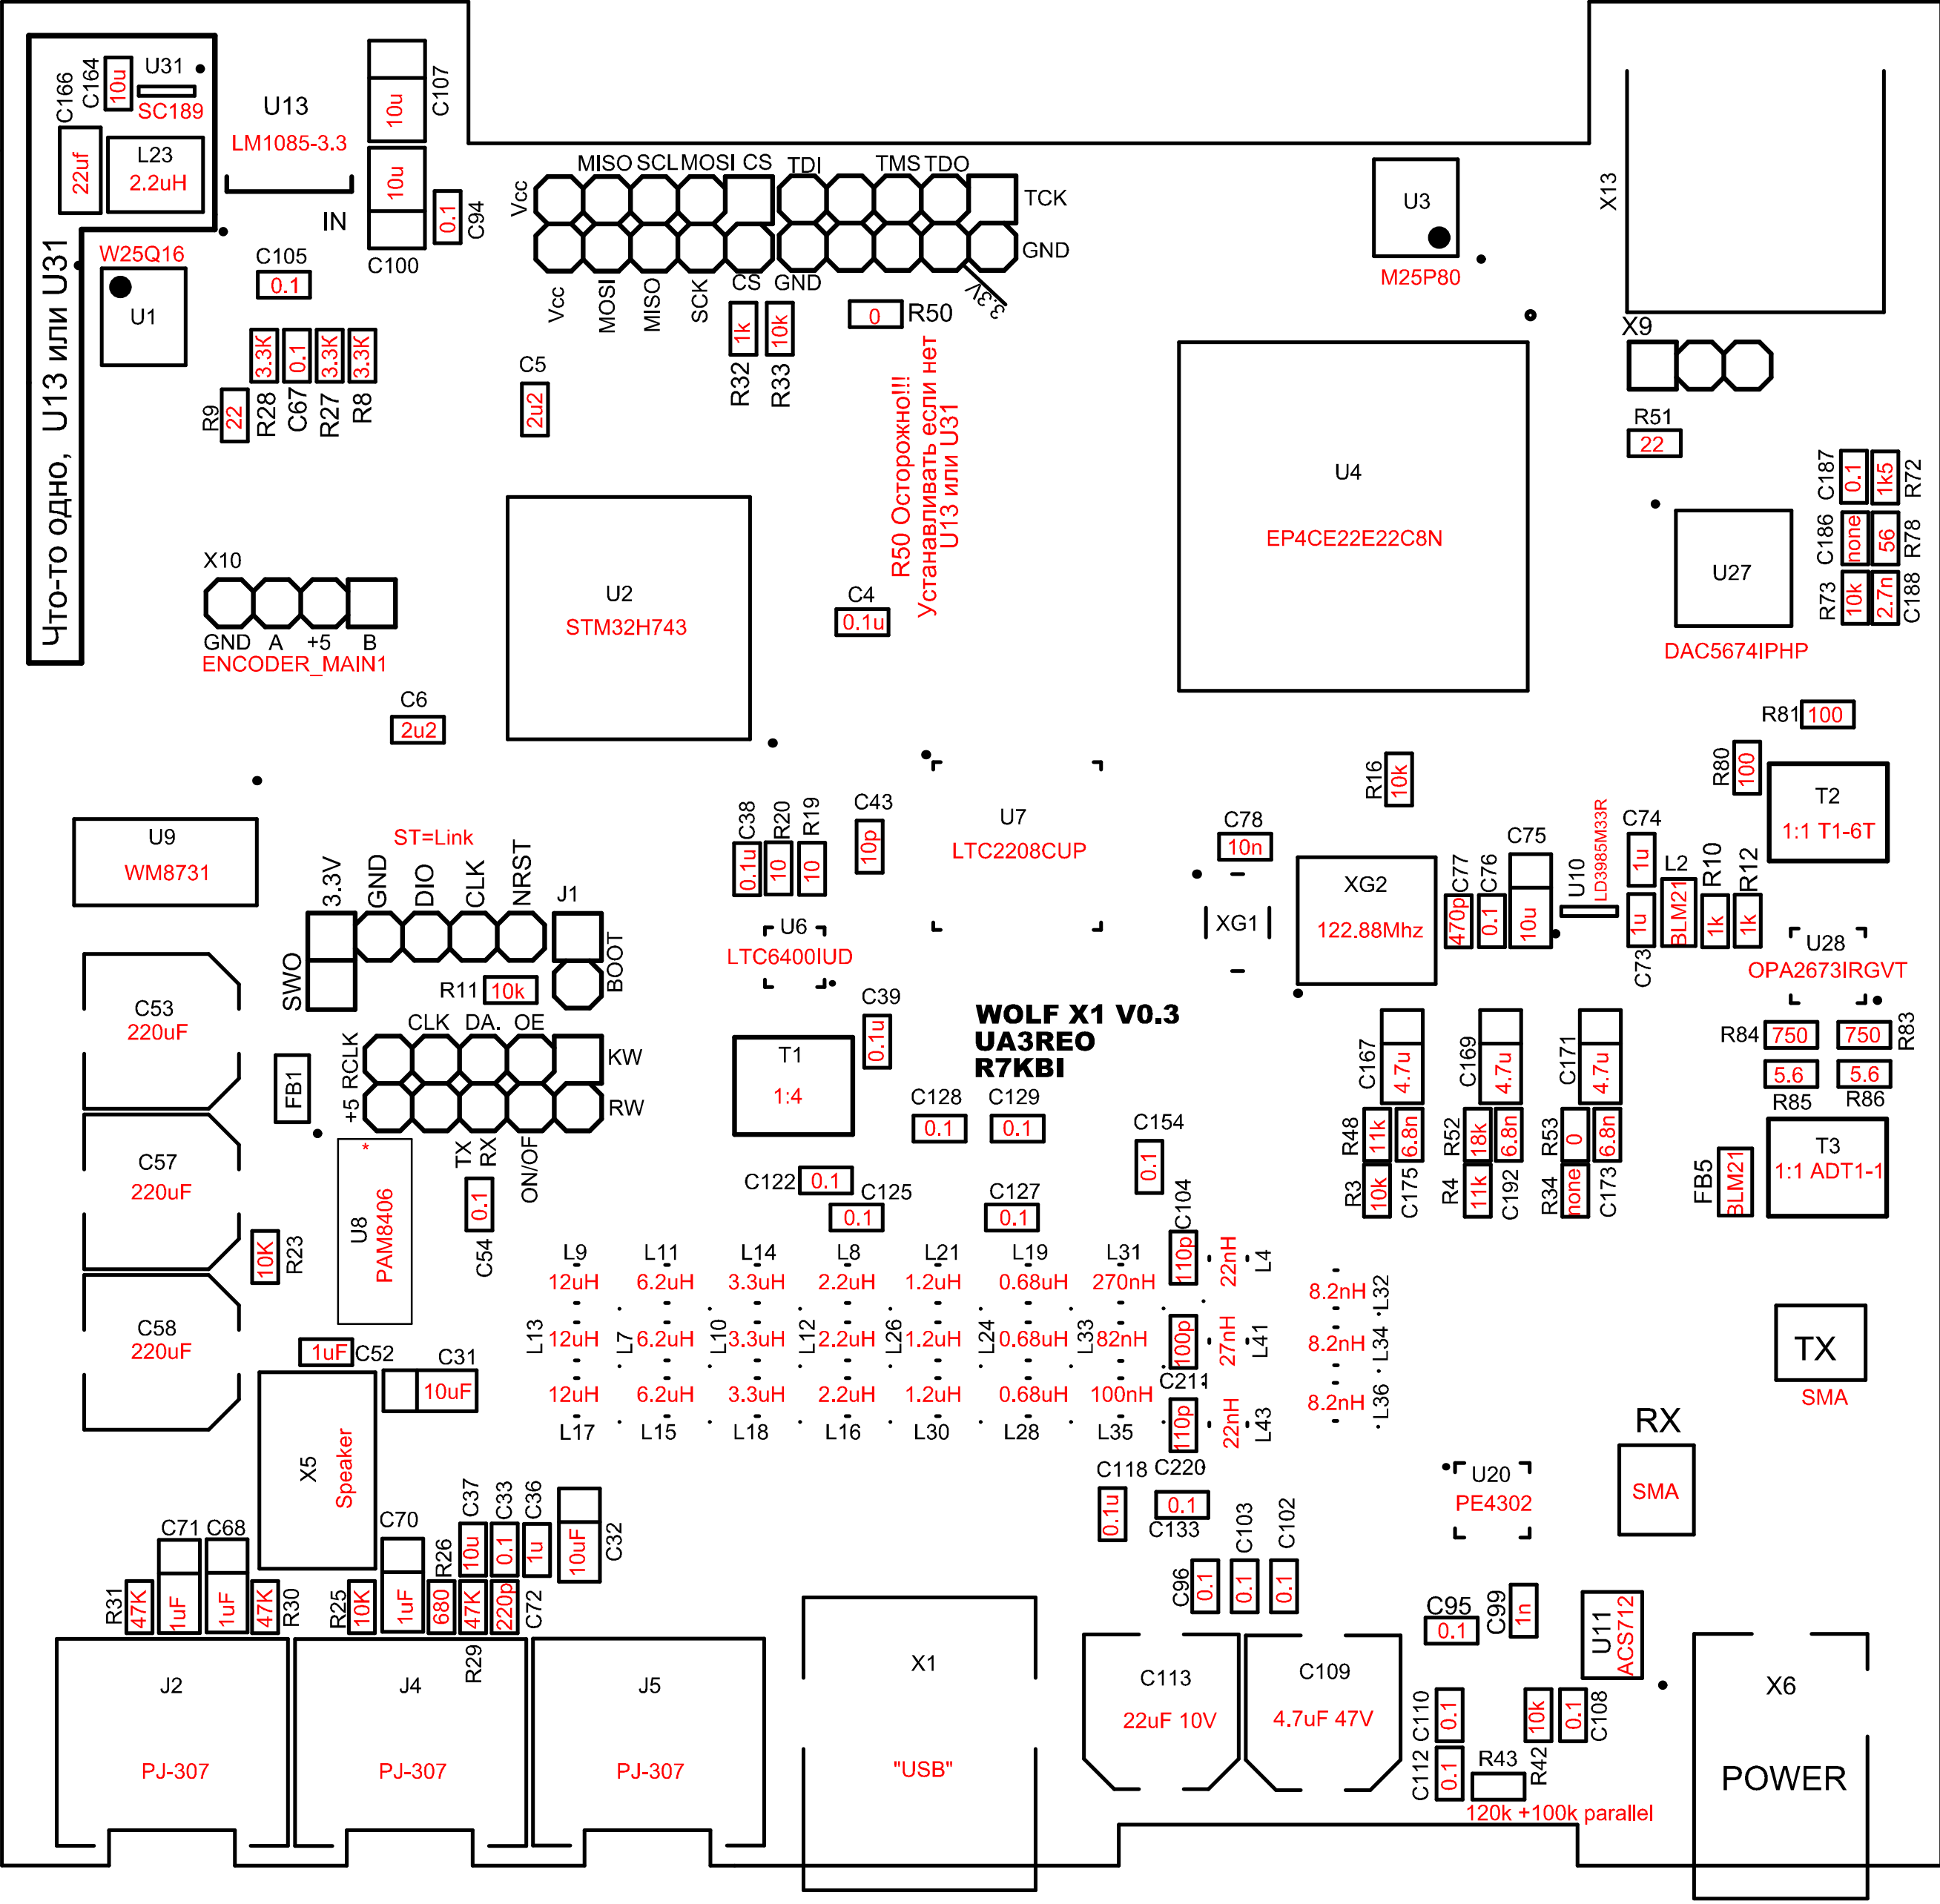 Что-то одно, U13 или U31
C166
22uf
C164
10u
U31
SC189
L23
2.2uH
U13
LM1085-3.3
IN
C107
10u
10u
C100
0.1
C94
W25Q16
U1
C105
0.1
3.3K
0.1
3.3K
3.3K
R9
22
R28
C67
R27
R8
MISO SCL MOSI CS
TDI
TMS TDO
Vcc
TCK
GND
Vcc
MOSI
MISO
SCK
CS
GND
3.3V
1k
R32
10k
R33
0
R50
R50 Осторожно!!!
Устанавливать если нет
U13 или U31
C5
2u2
U3
M25P80
X13
X9
R51
22
U4
EP4CE22E22C8N
C187
0.1
1k5
R72
C186
none
56
R78
R73
10k
2.7n
C188
U27
DAC5674IPHP
X10
GND A +5 B
ENCODER_MAIN1
U2
STM32H743
C4
0.1u
C6
2u2
R81
100
R80
100
T2
1:1 T1-6T
R16
10k
U9
WM8731
ST=Link
3.3V
GND
DIO
CLK
NRST
J1
BOOT
SWO
R11
10k
C38
0.1u
R20
10
R19
10
C43
10p
U7
LTC2208CUP
U6
LTC6400IUD
C78
10n
XG1
XG2
122.88Mhz
C77
470p
C76
0.1
C75
10u
U10
LD3985M33R
C74
1u
1u
C73
L2
BLM21
R10
1k
R12
1k
U28
OPA2673IRGVT
R84
750
750
R83
5.6
5.6
R85
R86
C53
220uF
C57
220uF
C58
220uF
FB1
CLK DA. OE
RCLK
KW
+5
RW
TX
RX
ON/OF
*
U8
PAM8406
10K
R23
0.1
C54
T1
1:4
C39
0.1u
WOLF X1 V0.3
UA3REO
R7KBI
C128
0.1
C129
0.1
C122
0.1
C125
0.1
C127
0.1
C154
0.1
C167
4.7u
C169
4.7u
C171
4.7u
R48
11k
6.8n
R52
18k
6.8n
R53
0
6.8n
R3
10k
C175
R4
11k
C192
R34
none
C173
FB5
BLM21
T3
1:1 ADT1-1
L9
L11
L14
L8
L21
L19
L31
C104
12uH
6.2uH
3.3uH
2.2uH
1.2uH
0.68uH
270nH
110p
22nH
L4
8.2nH
L32
L13
12uH
L7
6.2uH
L10
3.3uH
L12
2.2uH
L26
1.2uH
L24
0.68uH
L33
82nH
100p
27nH
L41
8.2nH
L34
C211
12uH
6.2uH
3.3uH
2.2uH
1.2uH
0.68uH
100nH
110p
22nH
L43
8.2nH
L36
L17
L15
L18
L16
L30
L28
L35
C220
1uF
C52
C31
10uF
X5
Speaker
TX
SMA
RX
SMA
U20
PE4302
C118
0.1u
0.1
C133
C96
0.1
C103
0.1
C102
0.1
C71
C68
R31
47K
1uF
1uF
47K
R30
C70
R25
10K
1uF
R26
680
C37
10u
C33
0.1
C36
1u
10uF
C32
47K
R29
220p
C72
J2
PJ-307
J4
PJ-307
J5
PJ-307
X1
"USB"
C113
22uF 10V
C109
4.7uF 47V
C95
0.1
C99
1n
U11
ACS712
C110
0.1
C112
0.1
R43
120k +100k parallel
10k
R42
0.1
C108
X6
POWER